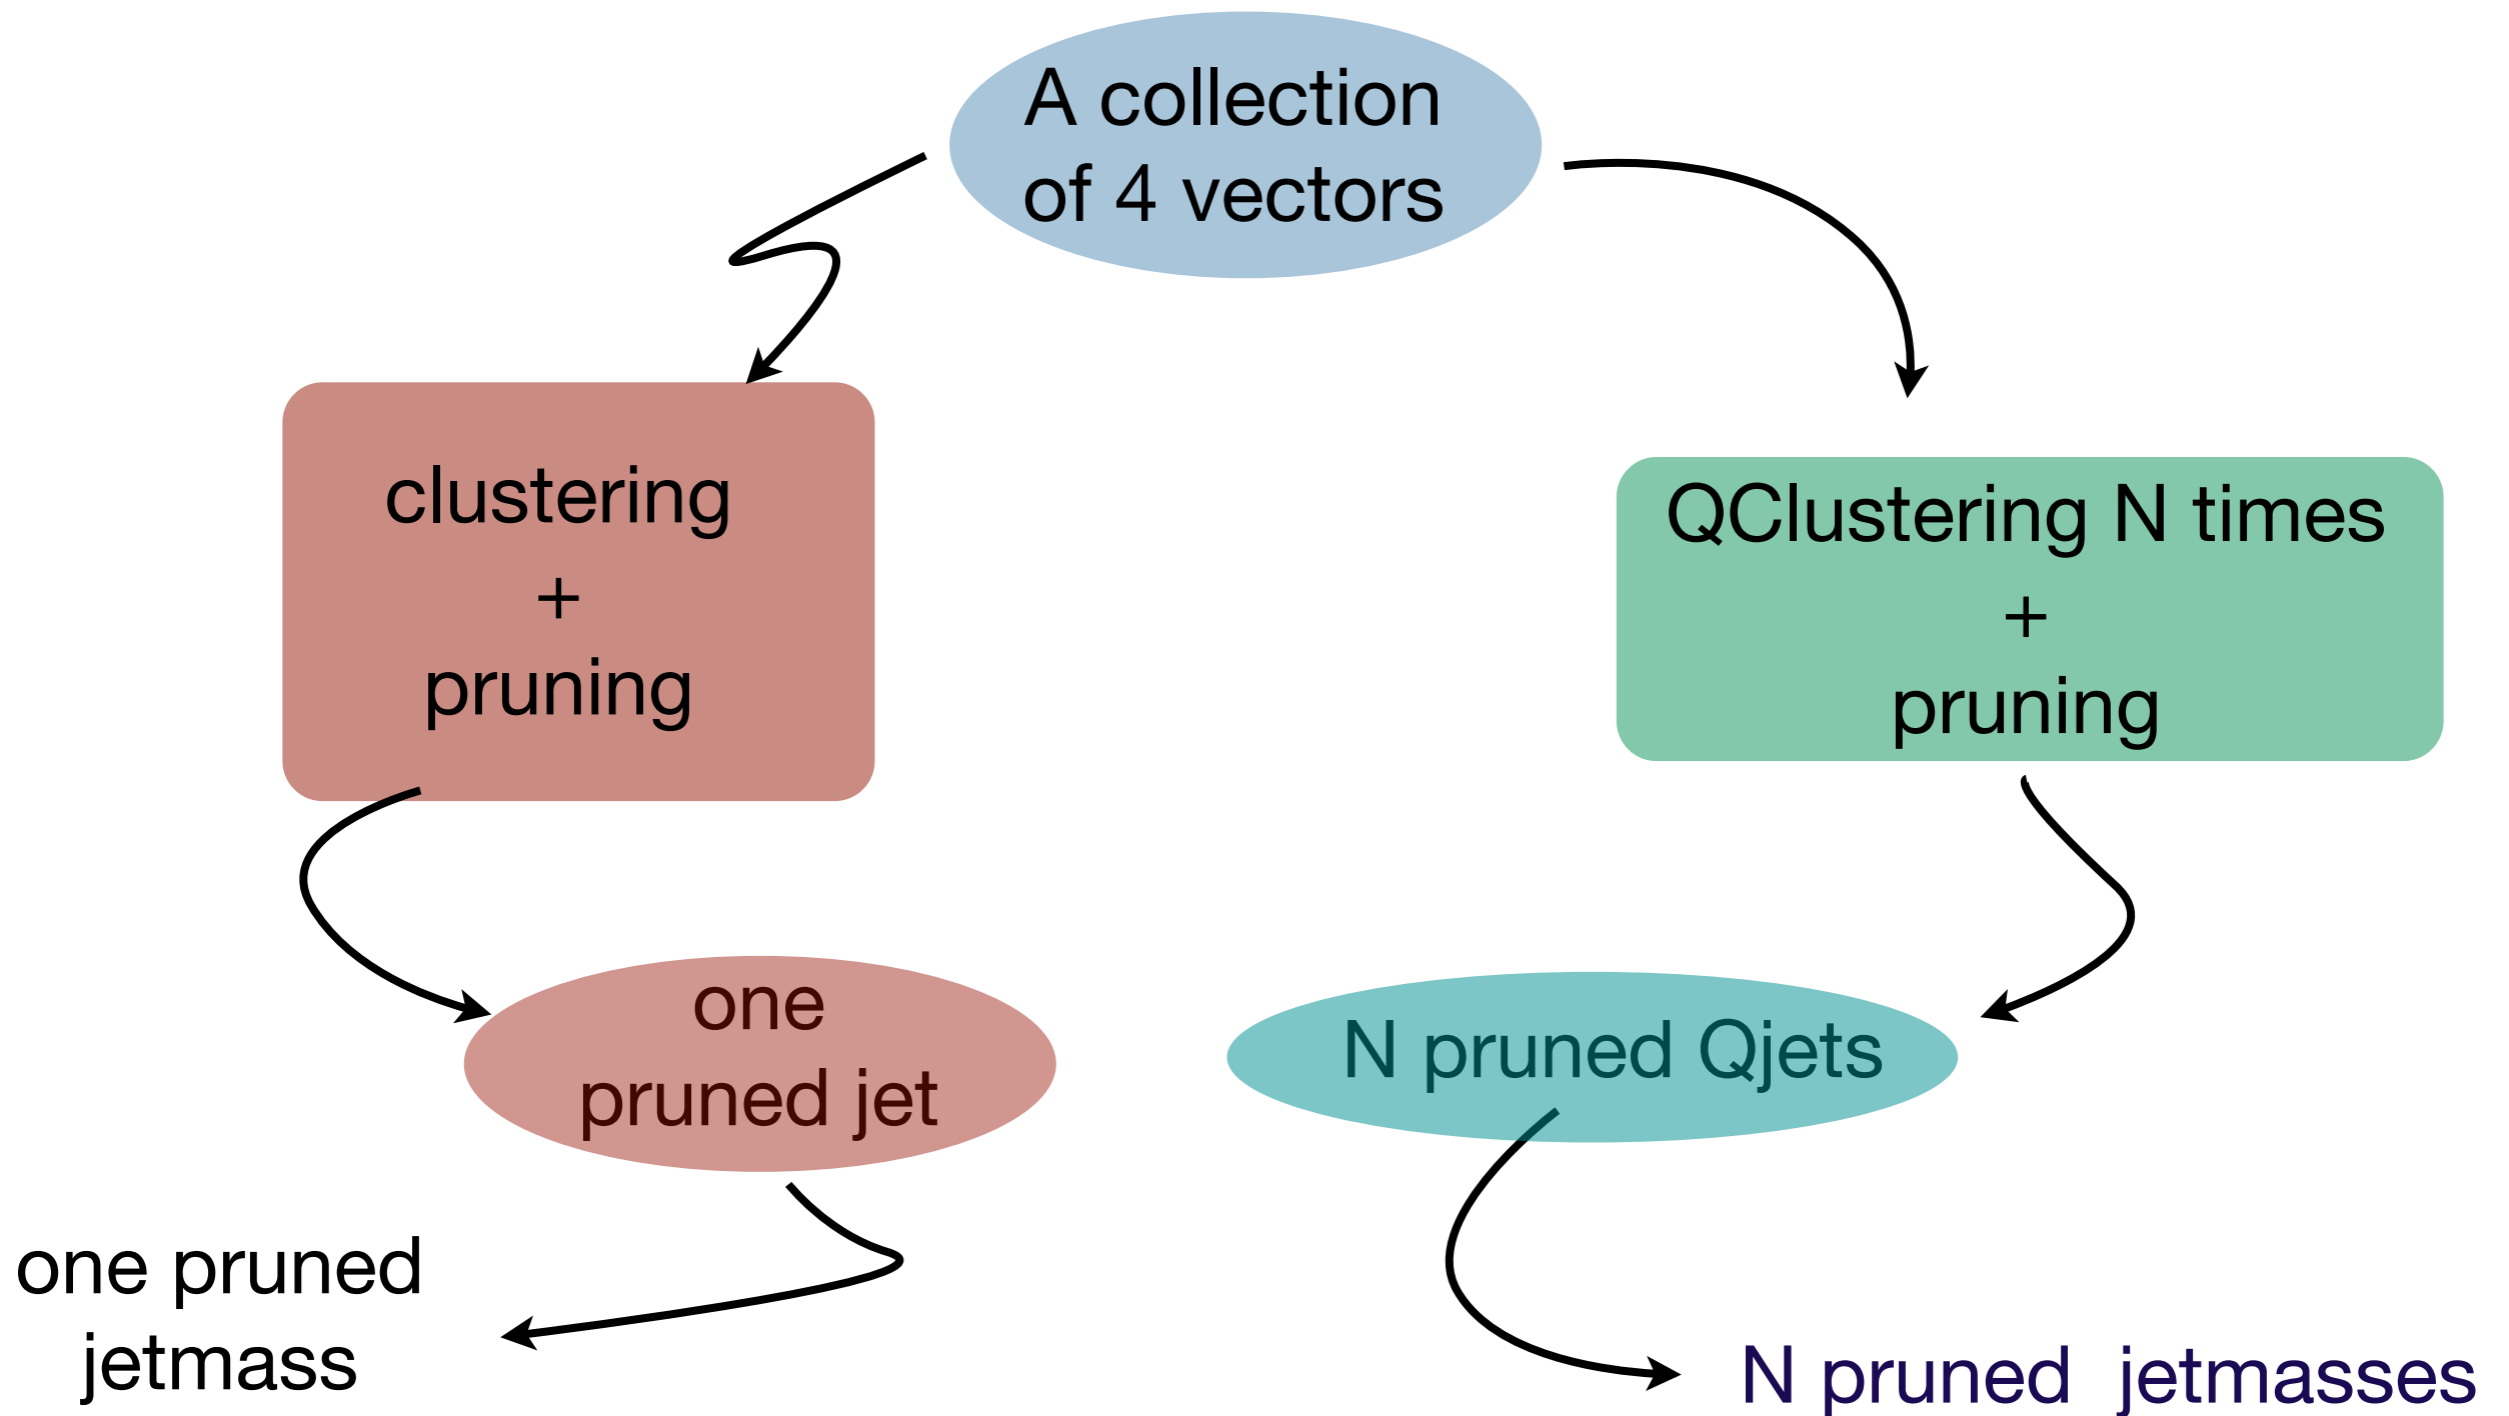 A collection
of 4 vectors
clustering
+
pruning
QClustering N times
+
pruning
one
pruned jet
N pruned Qjets
one pruned
jetmass
N pruned  jetmasses